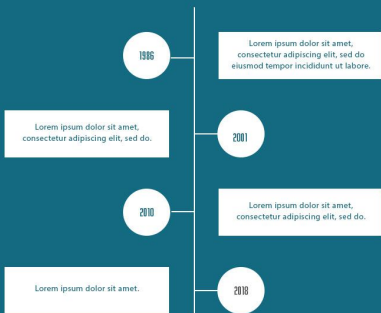 1986
Lorem ipsum dolor sit amet,
consectetur adipiscing elit, sed do
eiusmod tempor incididunt ut labore.
Lorem ipsum dolor sit amet,
consectetur adipiscing elit, sed do.
2001
2010
Lorem ipsum dolor sit amet,
consectetur adipiscing elit, sed do.
Lorem ipsum dolor sit amet.
2018